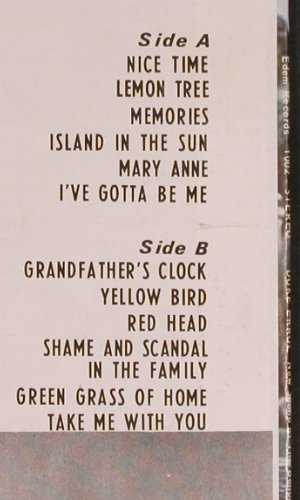 Side A
NICE TIME
LEMON TREE
MEMORIES
ISLAND IN THE SUN
MARY ANNE
I'VE GOTTA BE ME
Side B
GRANDFATHER'S CLOCK
YELLOW BIRD
RED HEAD
SHAME AND SCANDAL
IN THE FAMILY
GREEN GRASS OF HOME
TAKE ME WITH YOU
Edem Records 1002 STEREO